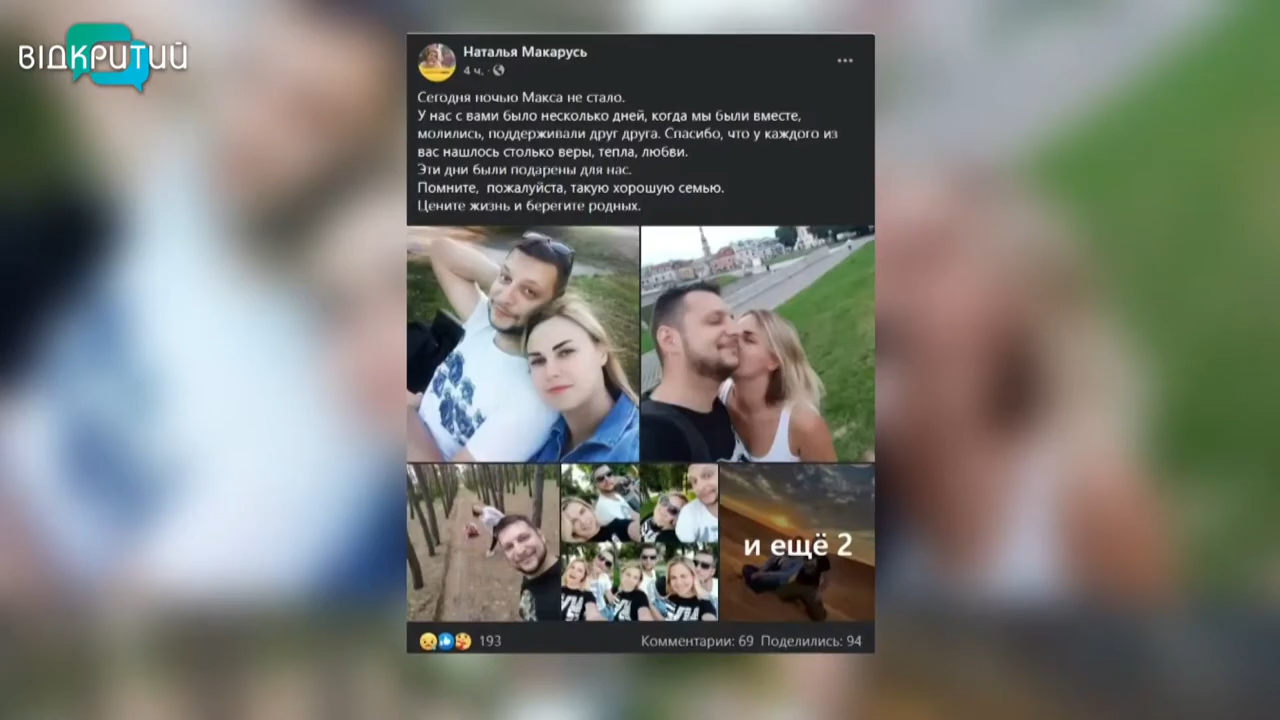 ВІДКРИТИЙ
Наталья Макарусь
4 ч. ·
Сегодня ночью Макса не стало.
У нас с вами было несколько дней, когда мы были вместе,
молились, поддерживали друг друга. Спасибо, что у каждого из
вас нашлось столько веры, тепла, любви.
Эти дни были подарены для нас.
Помните, пожалуйста, такую хорошую семью.
Цените жизнь и берегите родных.
и ещё 2
193
Комментарии: 69 Поделились: 94